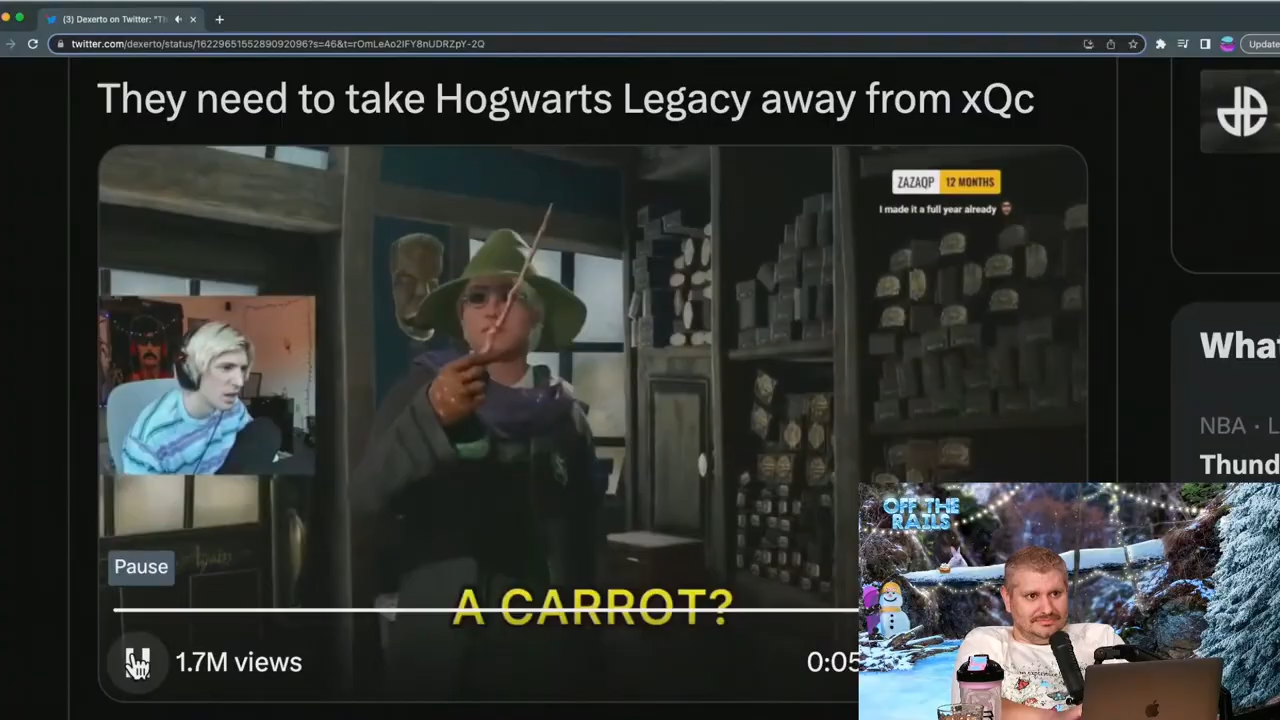 (3) Dexerto on Twitter: "Th
twitter.com/dexerto/status/1622965155289092096?s=46&t=rOmLeAo2IFY8nUDRZpY-2Q
Update
They need to take Hogwarts Legacy away from xQc
ZAZAQP 12 MONTHS
I made it a full year already
What
NBA · L
Thund
OFF THE
RAILS
Pause
A CARROT?
1.7M views
0:05